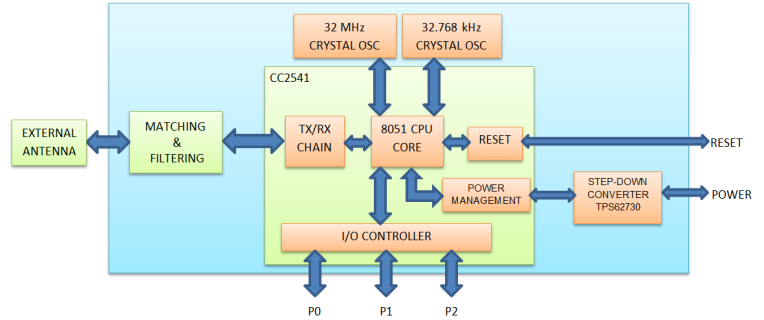 32 MHz
CRYSTAL OSC
32.768 kHz
CRYSTAL OSC
CC2541
EXTERNAL
ANTENNA
MATCHING
&
FILTERING
TX/RX
CHAIN
8051 CPU
CORE
RESET
RESET
POWER
MANAGEMENT
STEP-DOWN
CONVERTER
TPS62730
POWER
I/O CONTROLLER
P0
P1
P2